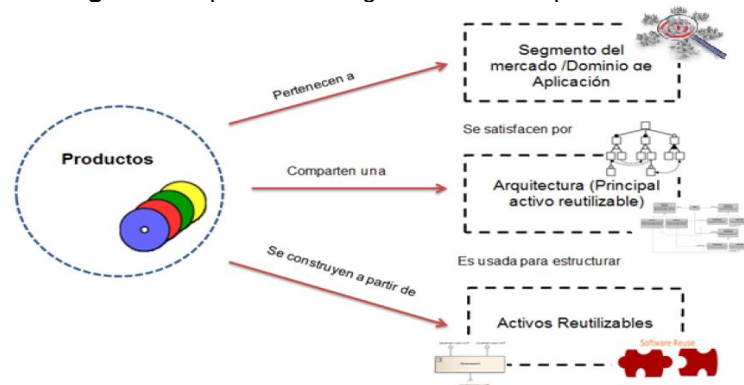 Segmento del
mercado /Dominio de
Aplicación
Pertenecen a
Se satisfacen por
Productos
Comparten una
Arquitectura (Principal
activo reutilizable)
Es usada para estructurar
Se construyen a partir de
Activos Reutilizables
Software Reuse